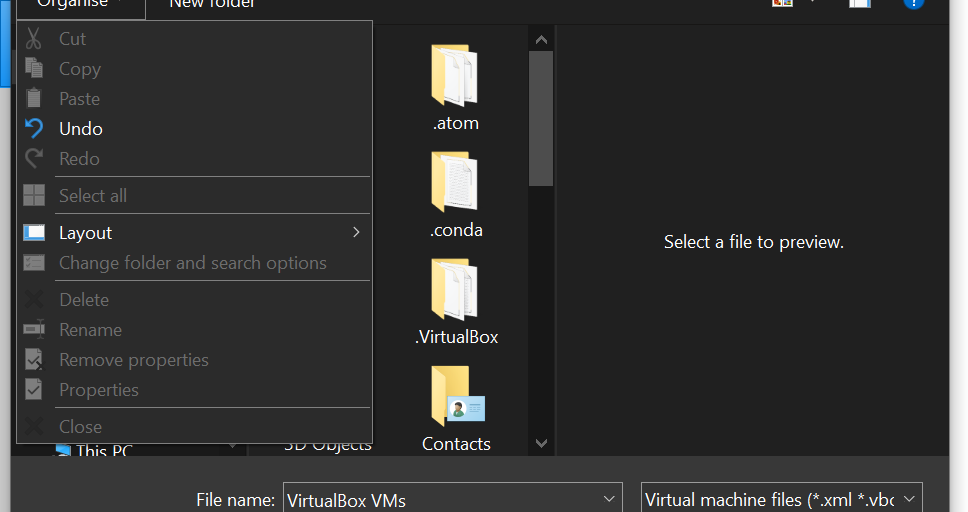 Organise
New folder
Cut
Copy
Paste
Undo
Redo
Select all
Layout
Change folder and search options
Delete
Rename
Remove properties
Properties
Close
This PC
3D Objects
.atom
.conda
.VirtualBox
Contacts
Select a file to preview.
File name:
VirtualBox VMs
Virtual machine files (*.xml *.vbo